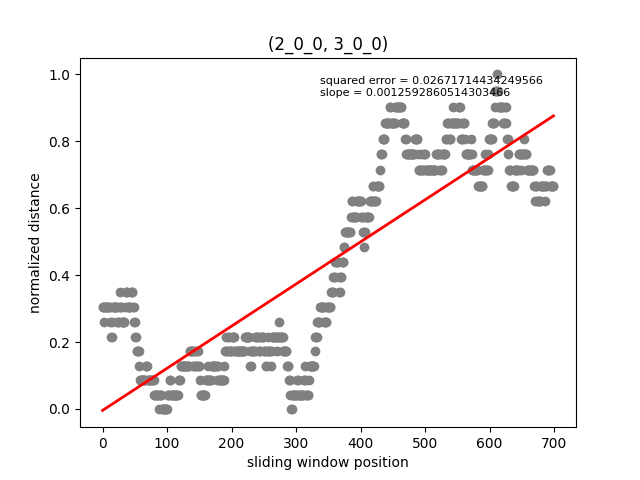 (2_0_0, 3_0_0)
squared error = 0.02671714434249566
slope = 0.0012592860514303466
normalized distance
1.0
0.8
0.6
0.4
0.2
0.0
0 100 200 300 400 500 600 700
sliding window position